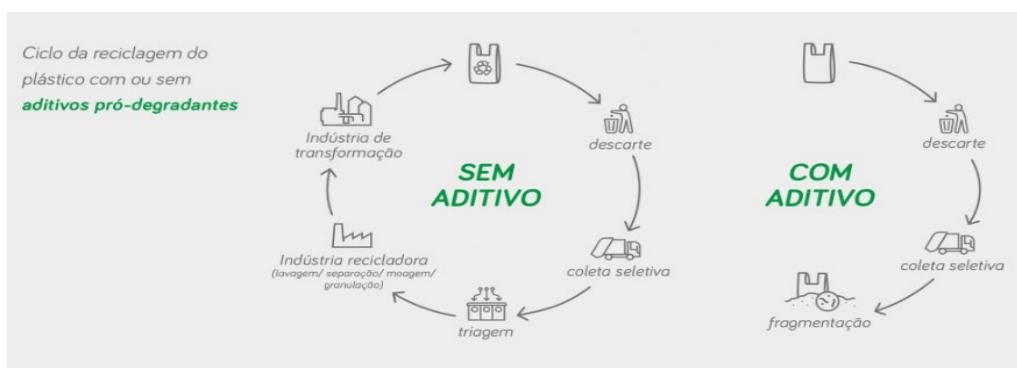 Ciclo da reciclagem do
plástico com ou sem
aditivos pró-degradantes
descarte
coleta seletiva
triagem
Indústria recicladora
(lavagem/ separação/ moagem/
granulação)
Indústria de
transformação
SEM
ADITIVO
descarte
coleta seletiva
fragmentação
COM
ADITIVO